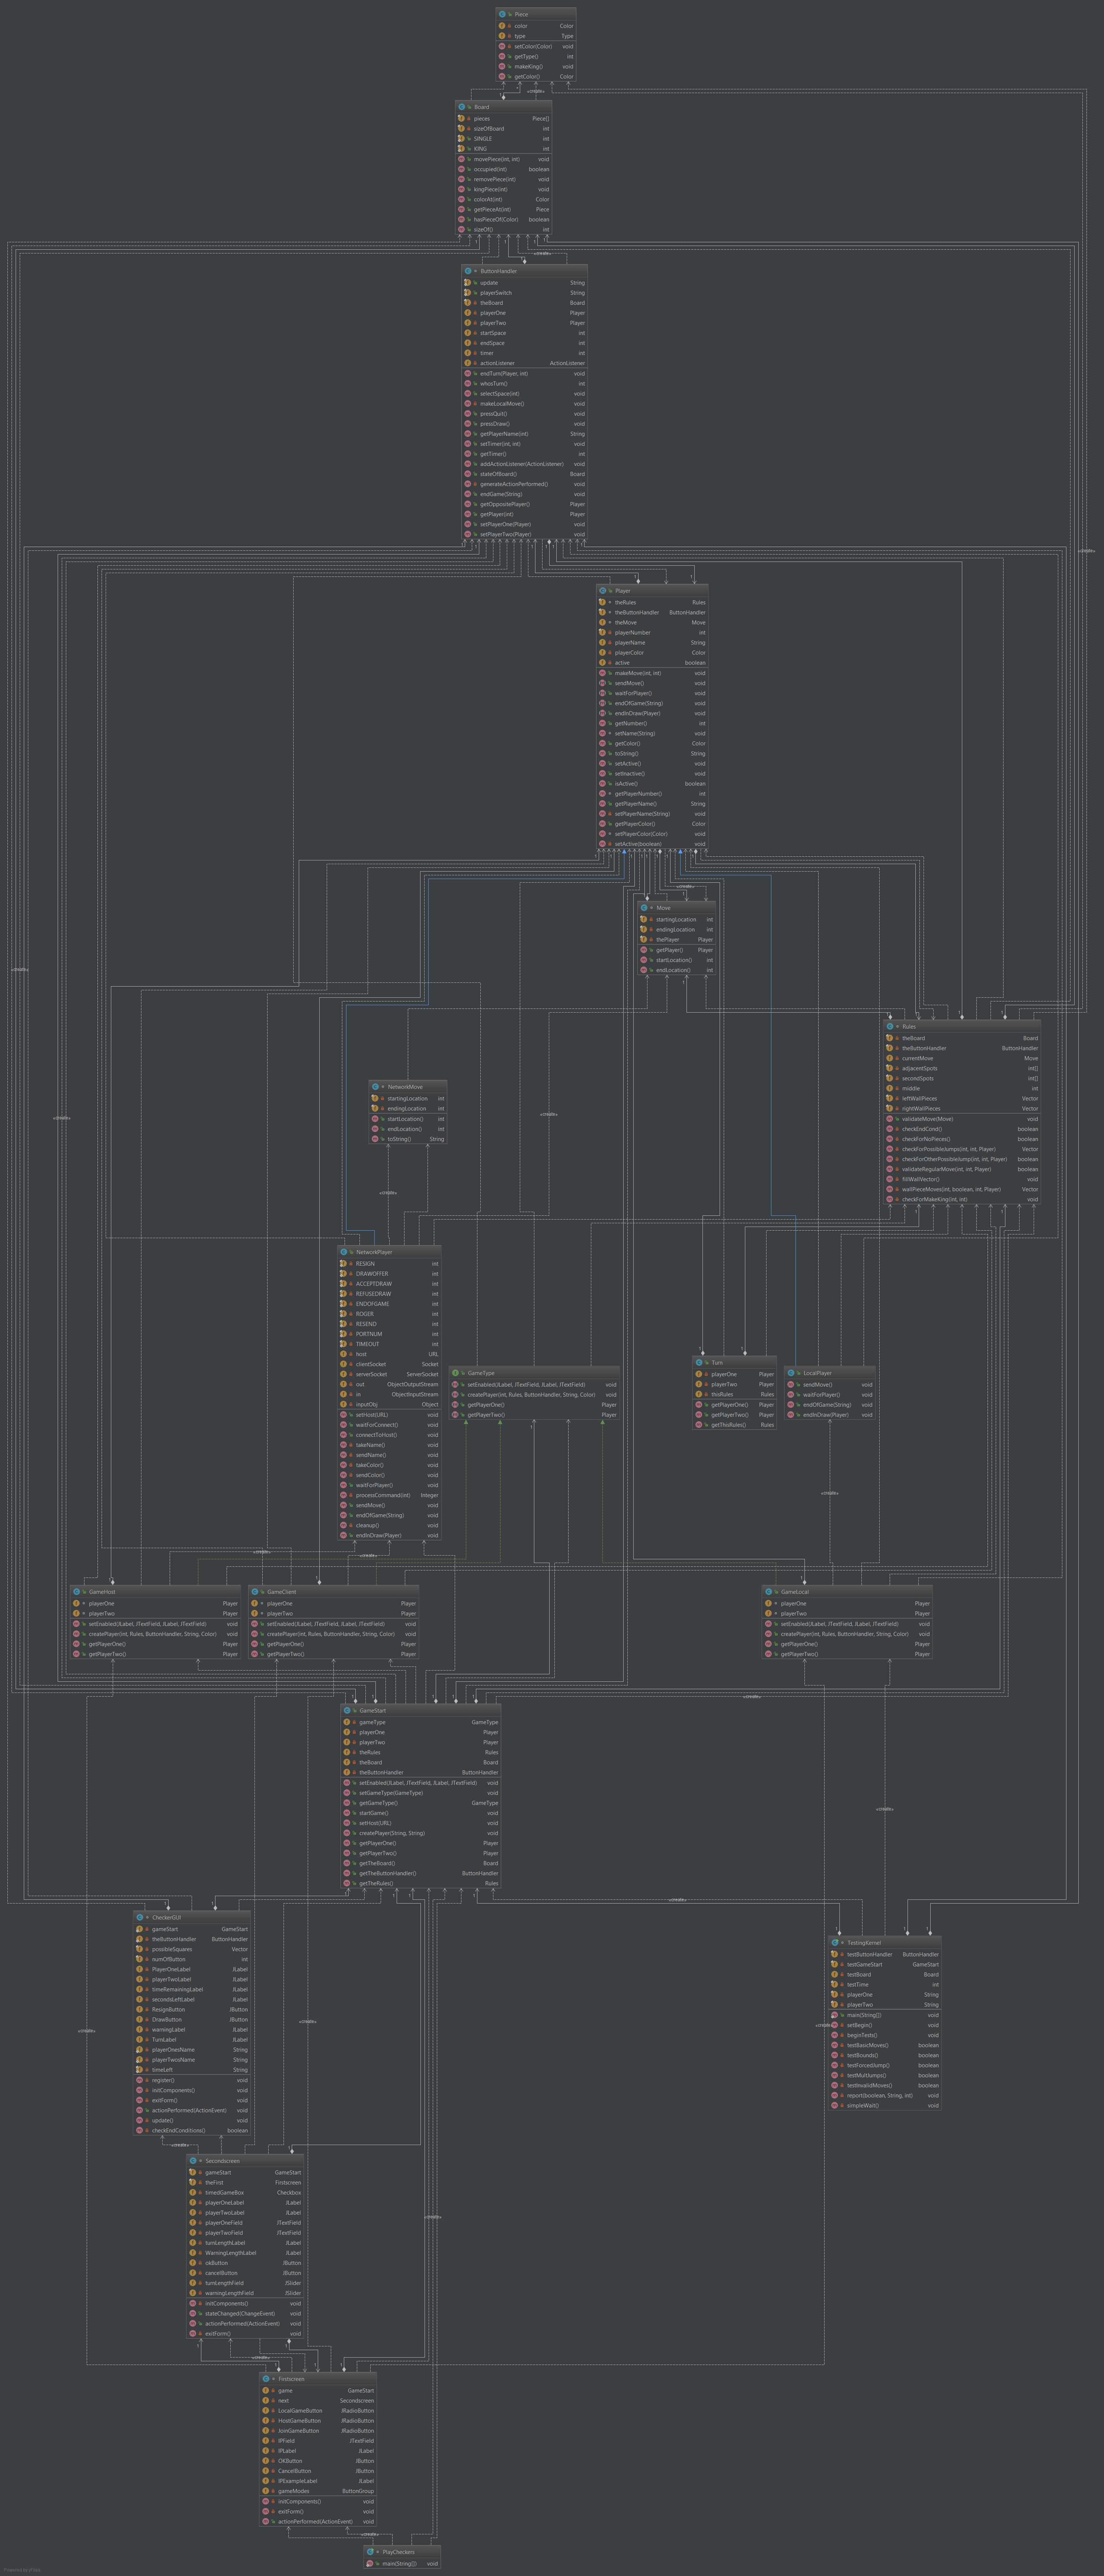 Piece
color Color
type Type
setColor(Color) void
getType() int
makeKing() void
getColor() Color
«create»
Board
pieces Piece[]
sizeOfBoard int
SINGLE int
KING int
movePiece(int, int) void
occupied(int) boolean
removePiece(int) void
kingPiece(int) void
colorAt(int) Color
getPieceAt(int) Piece
hasPieceOf(Color) boolean
sizeOf() int
«create»
ButtonHandler
update String
playerSwitch String
theBoard Board
playerOne Player
playerTwo Player
startSpace int
endSpace int
timer int
actionListener ActionListener
endTurn(Player, int) void
whosTurn() int
selectSpace(int) void
makeLocalMove() void
pressQuit() void
pressDraw() void
getPlayerName(int) String
setTimer(int, int) void
getTimer() int
addActionListener(ActionListener) void
stateOfBoard() Board
generateActionPerformed() void
endGame(String) void
getOppositePlayer() Player
getPlayer(int) Player
setPlayerOne(Player) void
setPlayerTwo(Player) void
«create»
Player
theRules Rules
theButtonHandler ButtonHandler
theMove Move
playerNumber int
playerName String
playerColor Color
active boolean
makeMove(int, int) void
sendMove() void
waitForPlayer() void
endOfGame(String) void
endInDraw(Player) void
getNumber() int
setName(String) void
getColor() Color
toString() String
setActive() void
setInactive() void
isActive() boolean
getPlayerNumber() int
getPlayerName() String
setPlayerName(String) void
getPlayerColor() Color
setPlayerColor(Color) void
setActive(boolean) void
«create»
Move
startingLocation int
endingLocation int
thePlayer Player
getPlayer() Player
startLocation() int
endLocation() int
«create»
Rules
theBoard Board
theButtonHandler ButtonHandler
currentMove Move
adjacentSpots int[]
secondSpots int[]
middle int
leftWallPieces Vector
rightWallPieces Vector
validateMove(Move) void
checkEndCond() boolean
checkForNoPieces() boolean
checkForPossibleJumps(int, int, Player) Vector
checkForOtherPossibleJump(int, int, Player) boolean
validateRegularMove(int, int, Player) boolean
fillWallVector() void
wallPieceMoves(int, boolean, int, Player) Vector
checkForMakeKing(int, int) void
NetworkMove
startingLocation int
endingLocation int
startLocation() int
endLocation() int
toString() String
«create»
«create»
«create»
NetworkPlayer
RESIGN int
DRAWOFFER int
ACCEPTDRAW int
REFUSEDRAW int
ENDOFGAME int
ROGER int
RESEND int
PORTNUM int
TIMEOUT int
host URL
clientSocket Socket
serverSocket ServerSocket
out ObjectOutputStream
in ObjectInputStream
inputObj Object
setHost(URL) void
waitForConnect() void
connectToHost() void
takeName() void
sendName() void
takeColor() void
sendColor() void
waitForPlayer() void
processCommand(int) Integer
sendMove() void
endOfGame(String) void
cleanup() void
endInDraw(Player) void
GameType
setEnabled(JLabel, JTextField, JLabel, JTextField) void
createPlayer(int, Rules, ButtonHandler, String, Color) void
getPlayerOne() Player
getPlayerTwo() Player
Turn
playerOne Player
playerTwo Player
thisRules Rules
getPlayerOne() Player
getPlayerTwo() Player
getThisRules() Rules
LocalPlayer
sendMove() void
waitForPlayer() void
endOfGame(String) void
endInDraw(Player) void
«create»
«create»
«create»
GameHost
playerOne Player
playerTwo Player
setEnabled(JLabel, JTextField, JLabel, JTextField) void
createPlayer(int, Rules, ButtonHandler, String, Color) void
getPlayerOne() Player
getPlayerTwo() Player
GameClient
playerOne Player
playerTwo Player
setEnabled(JLabel, JTextField, JLabel, JTextField) void
createPlayer(int, Rules, ButtonHandler, String, Color) void
getPlayerOne() Player
getPlayerTwo() Player
GameLocal
playerOne Player
playerTwo Player
setEnabled(JLabel, JTextField, JLabel, JTextField) void
createPlayer(int, Rules, ButtonHandler, String, Color) void
getPlayerOne() Player
getPlayerTwo() Player
«create»
GameStart
gameType GameType
playerOne Player
playerTwo Player
theRules Rules
theBoard Board
theButtonHandler ButtonHandler
setEnabled(JLabel, JTextField, JLabel, JTextField) void
setGameType(GameType) void
getGameType() GameType
startGame() void
setHost(URL) void
createPlayer(String, String) void
getPlayerOne() Player
getPlayerTwo() Player
getTheBoard() Board
getTheButtonHandler() ButtonHandler
getTheRules() Rules
«create»
«create»
CheckerGUI
gameStart GameStart
theButtonHandler ButtonHandler
possibleSquares Vector
numOfButton int
PlayerOneLabel JLabel
playerTwoLabel JLabel
timeRemainingLabel JLabel
secondsLeftLabel JLabel
ResignButton JButton
DrawButton JButton
warningLabel JLabel
TurnLabel JLabel
playerOnesName String
playerTwosName String
timeLeft String
register() void
initComponents() void
exitForm() void
actionPerformed(ActionEvent) void
update() void
checkEndConditions() boolean
TestingKernel
testButtonHandler ButtonHandler
testGameStart GameStart
testBoard Board
testTime int
playerOne String
playerTwo String
main(String[]) void
setBegin() void
beginTests() void
testBasicMoves() boolean
testBounds() boolean
testForcedJump() boolean
testMultJumps() boolean
testInvalidMoves() boolean
report(boolean, String, int) void
simpleWait() void
«create»
«create»
«create»
«create»
Secondscreen
gameStart GameStart
theFirst Firstscreen
timedGameBox Checkbox
playerOneLabel JLabel
playerTwoLabel JLabel
playerOneField JTextField
playerTwoField JTextField
turnLengthLabel JLabel
WarningLengthLabel JLabel
okButton JButton
cancelButton JButton
turnLengthField JSlider
warningLengthField JSlider
initComponents() void
stateChanged(ChangeEvent) void
actionPerformed(ActionEvent) void
exitForm() void
«create»
«create»
Firstscreen
game GameStart
next Secondscreen
LocalGameButton JRadioButton
HostGameButton JRadioButton
JoinGameButton JRadioButton
IPField JTextField
IPLabel JLabel
OKButton JButton
CancelButton JButton
IPExampleLabel JLabel
gameModes ButtonGroup
initComponents() void
exitForm() void
actionPerformed(ActionEvent) void
«create»
PlayCheckers
main(String[]) void
Powered by yFiles